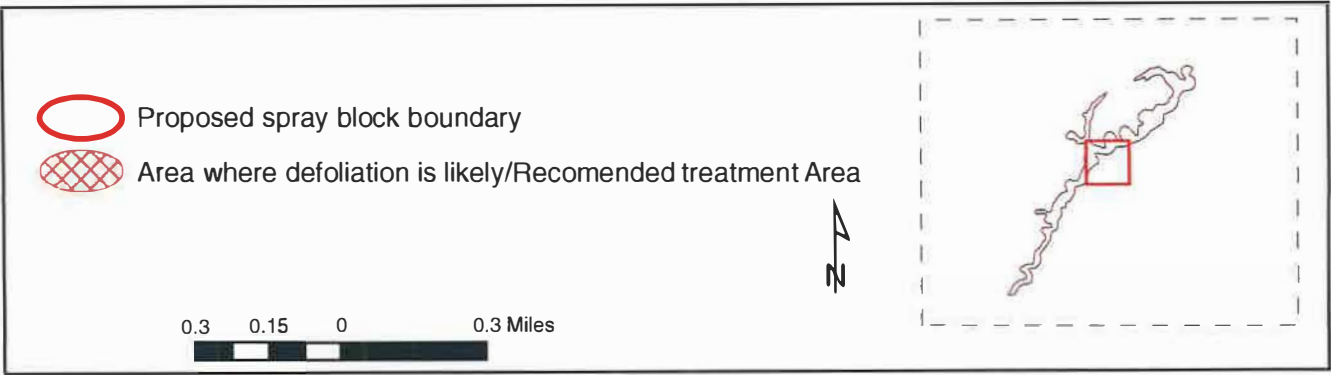 Proposed spray block boundary
Area where defoliation is likely/Recomended treatment Area
N
0.3 0.15 0 0.3 Miles